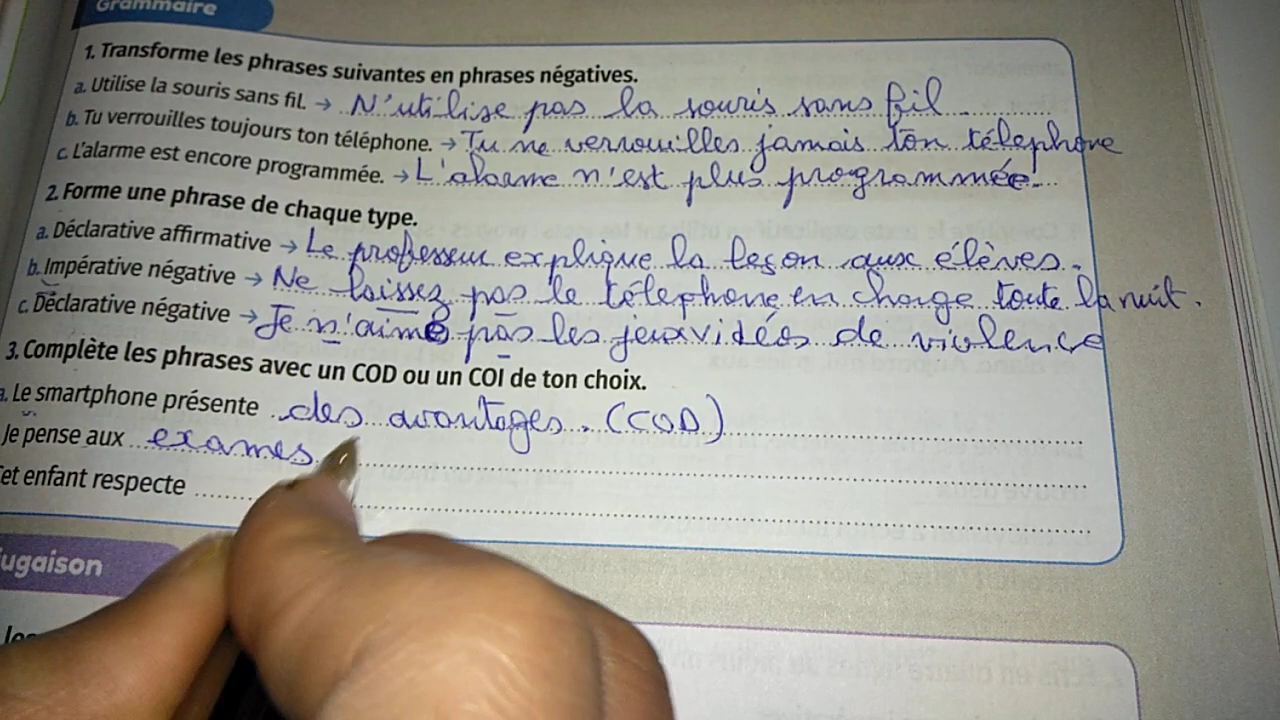 Grammaire
1. Transforme les phrases suivantes en phrases négatives.
a. Utilise la souris sans fil. → N'utilise pas la souris sans fil
b. Tu verrouilles toujours ton téléphone. → Tu ne verrouilles jamais ton télephone
c. L'alarme est encore programmée. → L'alarme n'est plus programmée.
2. Forme une phrase de chaque type.
a. Déclarative affirmative → Le professeur explique la leson aux élèves.
b. Impérative négative → Ne laissez pas le télephone en charge toute la nuit.
c. Déclarative négative → Je n'aime pas les jeux vidéos de violence
3. Complète les phrases avec un COD ou un COI de ton choix.
a. Le smartphone présente des avantages. (COD)
Je pense aux exames
et enfant respecte
ugaison